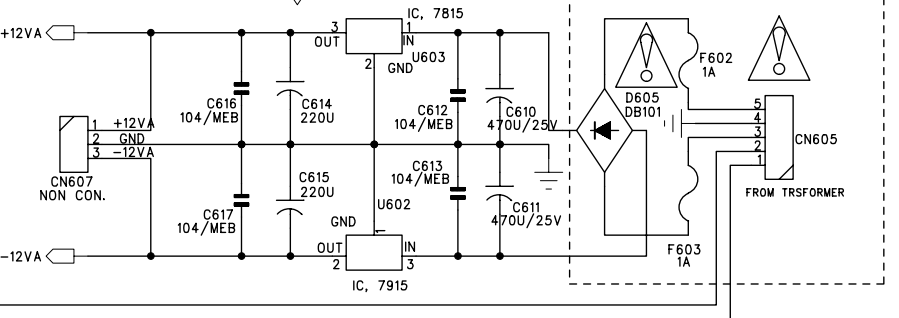 IC, 7815
+12VA
3
OUT
1
IN
U603
2
GND
F602
1A
C616
104/MEB
C614
220U
C612
104/MEB
C610
470U/25V
D605
DB101
5
4
3
2
1
CN605
FROM TRSFORMER
1 +12VA
2 GND
3 -12VA
CN607
NON CON.
C615
220U
C617
104/MEB
C613
104/MEB
C611
470U/25V
U602
GND
1
OUT
2
IN
3
-12VA
IC, 7915
F603
1A